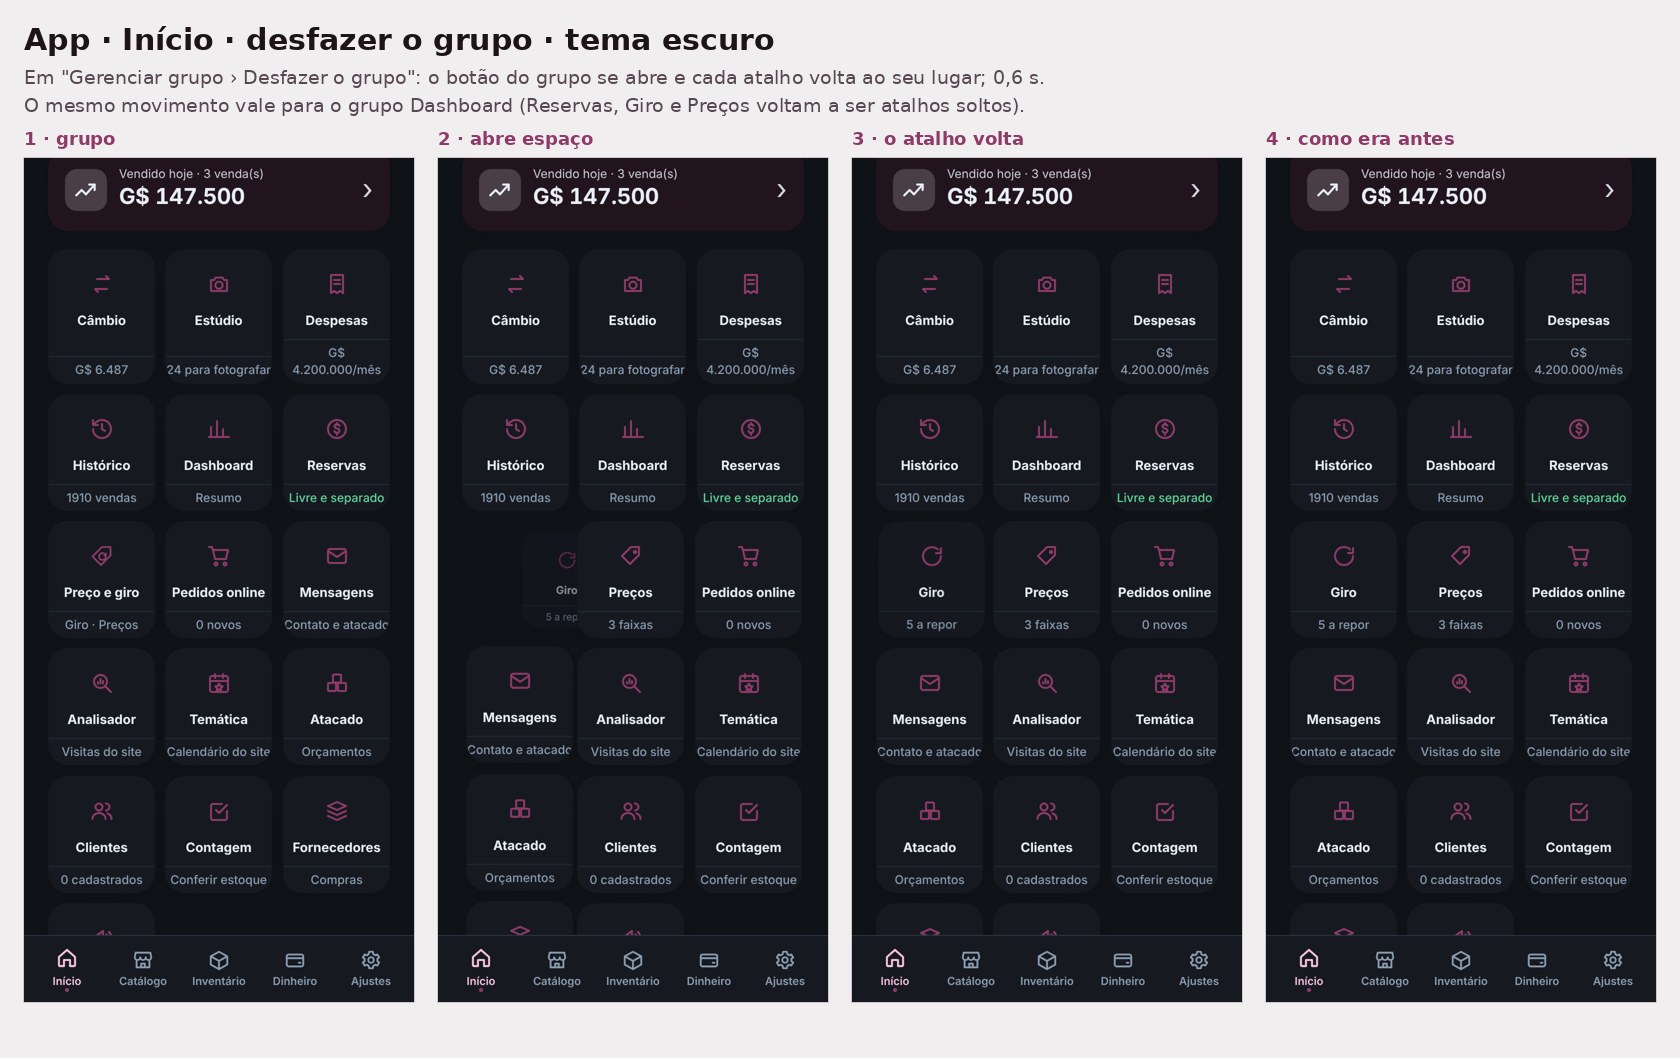 App · Início · desfazer o grupo · tema escuro
Em "Gerenciar grupo › Desfazer o grupo": o botão do grupo se abre e cada atalho volta ao seu lugar; 0,6 s.
O mesmo movimento vale para o grupo Dashboard (Reservas, Giro e Preços voltam a ser atalhos soltos).
1 · grupo
Vendido hoje · 3 venda(s)
G$ 147.500
Câmbio
Estúdio
Despesas
G$ 6.487
24 para fotografar
G$
4.200.000/mês
Histórico
Dashboard
Reservas
1910 vendas
Resumo
Livre e separado
Preço e giro
Pedidos online
Mensagens
Giro · Preços
0 novos
Contato e atacado
Analisador
Temática
Atacado
Visitas do site
Calendário do site
Orçamentos
Clientes
Contagem
Fornecedores
0 cadastrados
Conferir estoque
Compras
Início
Catálogo
Inventário
Dinheiro
Ajustes
2 · abre espaço
Vendido hoje · 3 venda(s)
G$ 147.500
Câmbio
Estúdio
Despesas
G$ 6.487
24 para fotografar
G$
4.200.000/mês
Histórico
Dashboard
Reservas
1910 vendas
Resumo
Livre e separado
Giro
Preços
Pedidos online
5 a rep
3 faixas
0 novos
Mensagens
Analisador
Temática
Contato e atacado
Visitas do site
Calendário do site
Atacado
Clientes
Contagem
Orçamentos
0 cadastrados
Conferir estoque
Início
Catálogo
Inventário
Dinheiro
Ajustes
3 · o atalho volta
Vendido hoje · 3 venda(s)
G$ 147.500
Câmbio
Estúdio
Despesas
G$ 6.487
24 para fotografar
G$
4.200.000/mês
Histórico
Dashboard
Reservas
1910 vendas
Resumo
Livre e separado
Giro
Preços
Pedidos online
5 a repor
3 faixas
0 novos
Mensagens
Analisador
Temática
Contato e atacado
Visitas do site
Calendário do site
Atacado
Clientes
Contagem
Orçamentos
0 cadastrados
Conferir estoque
Início
Catálogo
Inventário
Dinheiro
Ajustes
4 · como era antes
Vendido hoje · 3 venda(s)
G$ 147.500
Câmbio
Estúdio
Despesas
G$ 6.487
24 para fotografar
G$
4.200.000/mês
Histórico
Dashboard
Reservas
1910 vendas
Resumo
Livre e separado
Giro
Preços
Pedidos online
5 a repor
3 faixas
0 novos
Mensagens
Analisador
Temática
Contato e atacado
Visitas do site
Calendário do site
Atacado
Clientes
Contagem
Orçamentos
0 cadastrados
Conferir estoque
Início
Catálogo
Inventário
Dinheiro
Ajustes